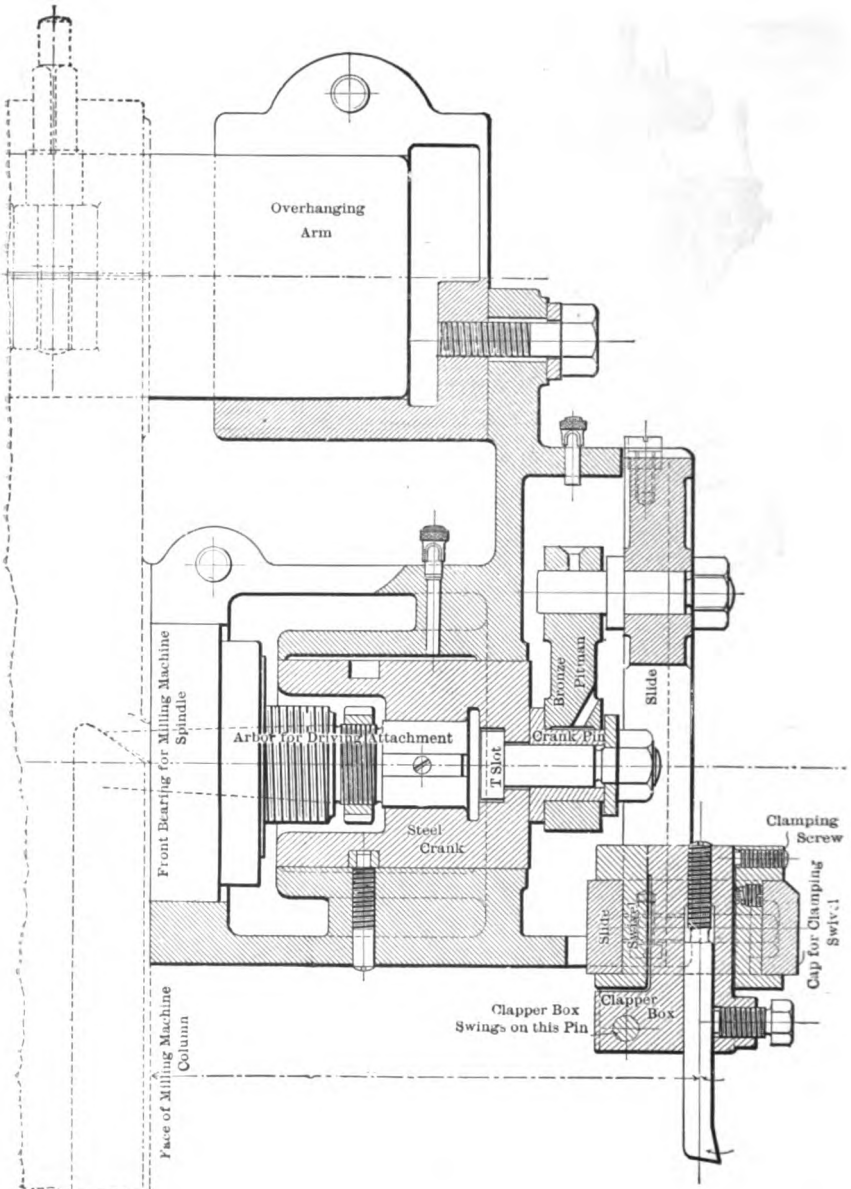 Overhanging
Arm
Bronze
Pitman
Slide
Front Bearing for Milling Machine
Spindle
Arbor for Driving Attachment
Crank Pin
T Slot
Steel
Crank
Clamping
Screw
Slide
Swivel
Cap for Clamping
Swivel
Clapper
Box
Clapper Box
Swings on this Pin
Face of Milling Machine
Column